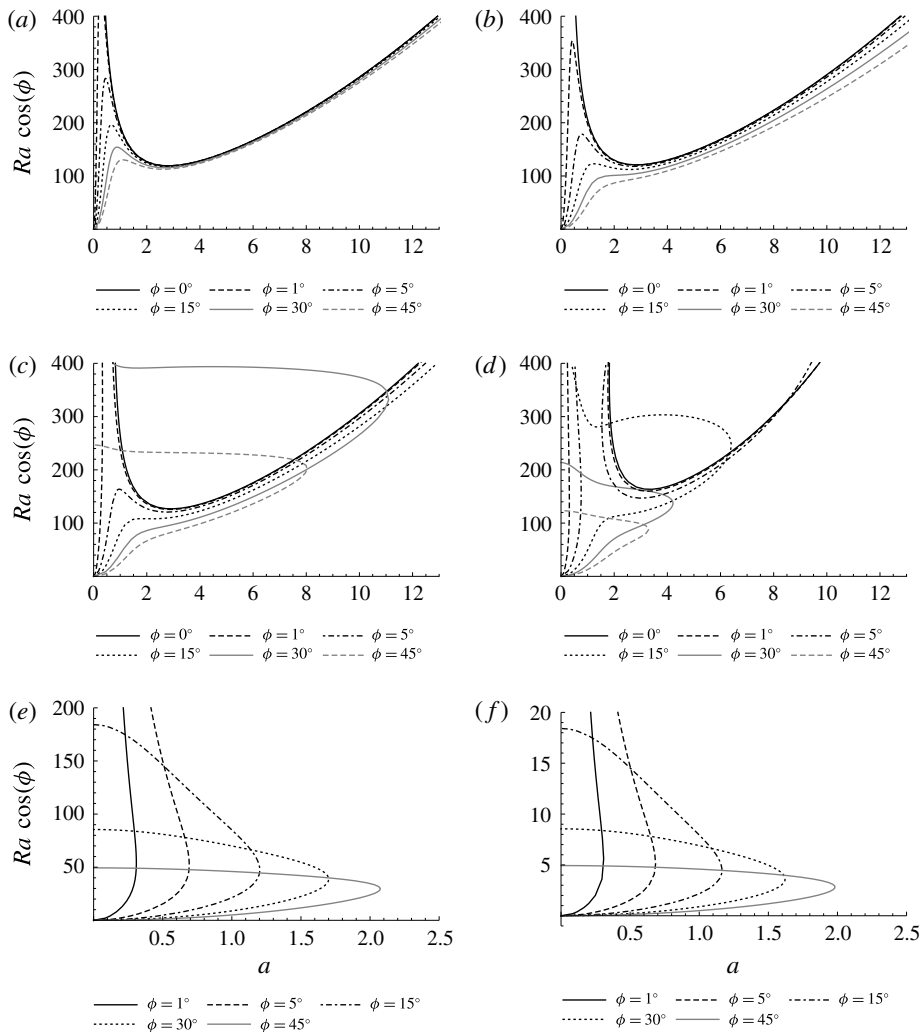 (a) (b)
Ra cos(ϕ)
400 400
300 300
200 200
100 100
0 2 4 6 8 10 12 0 2 4 6 8 10 12
ϕ = 0° ϕ = 1° ϕ = 5° ϕ = 0° ϕ = 1° ϕ = 5°
ϕ = 15° ϕ = 30° ϕ = 45° ϕ = 15° ϕ = 30° ϕ = 45°
(c) (d)
Ra cos(ϕ)
400 400
300 300
200 200
100 100
0 2 4 6 8 10 12 0 2 4 6 8 10 12
ϕ = 0° ϕ = 1° ϕ = 5° ϕ = 0° ϕ = 1° ϕ = 5°
ϕ = 15° ϕ = 30° ϕ = 45° ϕ = 15° ϕ = 30° ϕ = 45°
(e) (f)
Ra cos(ϕ)
200 20
150 15
100 10
50 5
0 0
0.5 1.0 1.5 2.0 2.5 0.5 1.0 1.5 2.0 2.5
a a
ϕ = 1° ϕ = 5° ϕ = 15° ϕ = 1° ϕ = 5° ϕ = 15°
ϕ = 30° ϕ = 45° ϕ = 30° ϕ = 45°